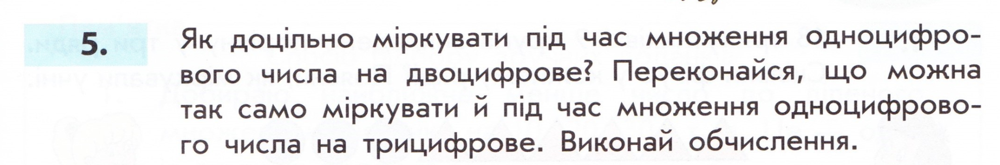 5. Як доцільно міркувати під час множення одноцифро-
вого числа на двоцифрове? Переконайся, що можна
так само міркувати й під час множення одноцифрово-
го числа на трицифрове. Виконай обчислення.